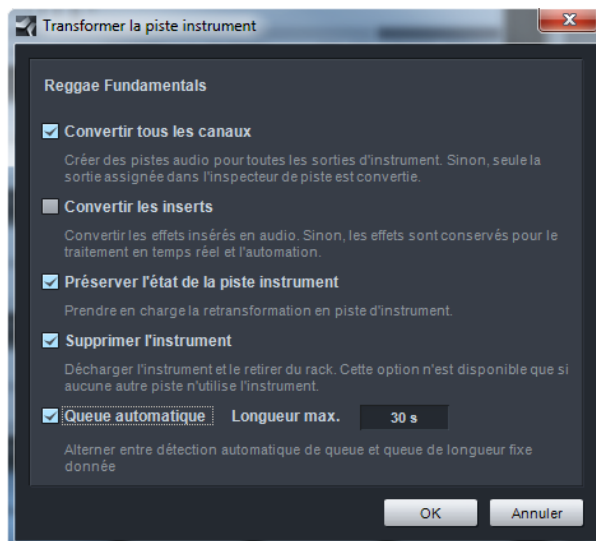 Transformer la piste instrument
Reggae Fundamentals
Convertir tous les canaux
Créer des pistes audio pour toutes les sorties d'instrument. Sinon, seule la
sortie assignée dans l'inspecteur de piste est convertie.
Convertir les inserts
Convertir les effets insérés en audio. Sinon, les effets sont conservés pour le
traitement en temps réel et l'automation.
Préserver l'état de la piste instrument
Prendre en charge la retransformation en piste d'instrument.
Supprimer l'instrument
Décharger l'instrument et le retirer du rack. Cette option n'est disponible que si
aucune autre piste n'utilise l'instrument.
Queue automatique Longueur max. 30 s
Alterner entre détection automatique de queue et queue de longueur fixe
donnée
OK Annuler